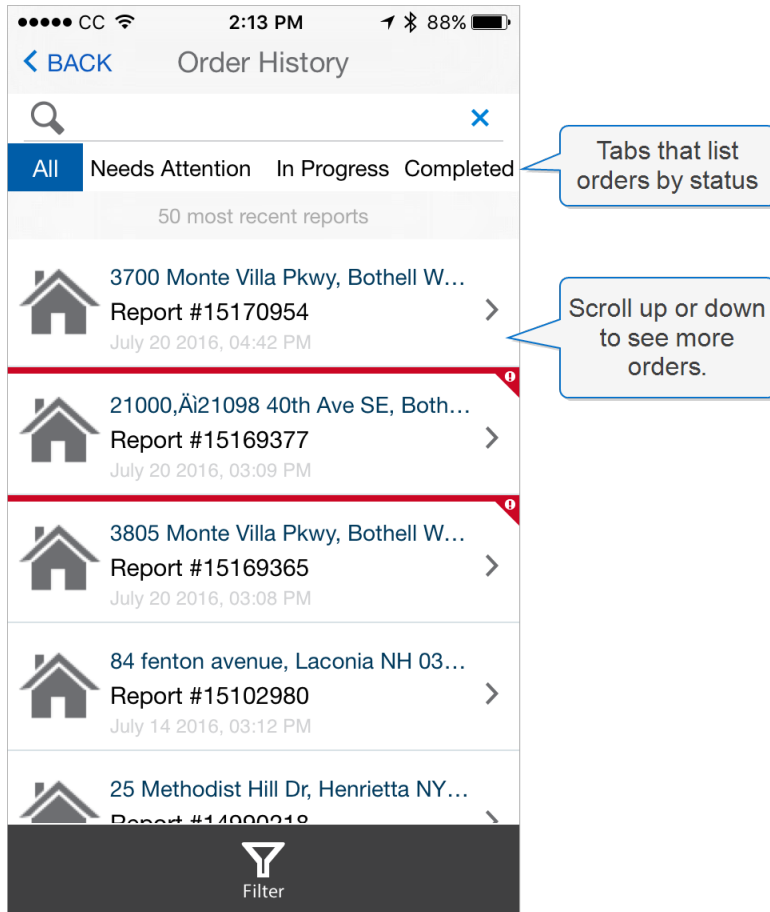 CC 2:13 PM 88%
BACK Order History
All Needs Attention In Progress Completed
Tabs that list
orders by status
50 most recent reports
3700 Monte Villa Pkwy, Bothell W...
Report #15170954
July 20 2016, 04:42 PM
Scroll up or down
to see more
orders.
21000‚Äì21098 40th Ave SE, Both...
Report #15169377
July 20 2016, 03:09 PM
3805 Monte Villa Pkwy, Bothell W...
Report #15169365
July 20 2016, 03:08 PM
84 fenton avenue, Laconia NH 03...
Report #15102980
July 14 2016, 03:12 PM
25 Methodist Hill Dr, Henrietta NY...
Report #14990218
Filter